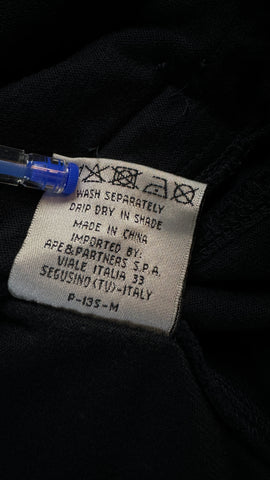 WASH SEPARATELY
DRIP DRY IN SHADE
MADE IN CHINA
IMPORTED BY:
APE&PARTNERS S.P.A.
VIALE ITALIA 33
SEGUSINO(TV)-ITALY
P-135-M